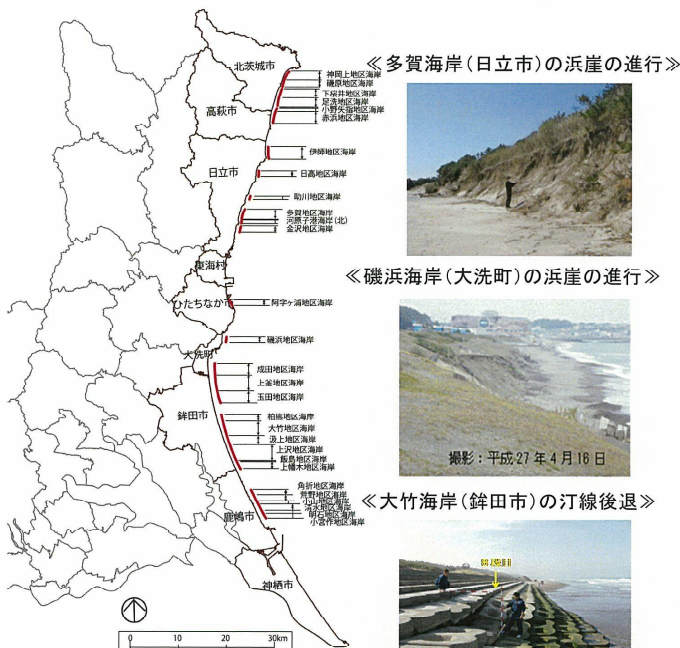 ≪多賀海岸(日立市)の浜崖の進行≫
≪磯浜海岸(大洗町)の浜崖の進行≫
撮影:平成27年4月16日
≪大竹海岸(鉾田市)の汀線後退≫
北茨城市
高萩市
日立市
東海村
ひたちなか市
大洗町
鉾田市
鹿嶋市
神栖市
神岡上地区海岸
磯原地区海岸
下桜井地区海岸
足洗地区海岸
小野矢指地区海岸
赤浜地区海岸
伊師地区海岸
日高地区海岸
助川地区海岸
多賀地区海岸
河原子港海岸(北)
金沢地区海岸
阿字ヶ浦地区海岸
磯浜地区海岸
成田地区海岸
上釜地区海岸
玉田地区海岸
柏熊地区海岸
大竹地区海岸
汲上地区海岸
上沢地区海岸
飯島地区海岸
上幡木地区海岸
角折地区海岸
荒野地区海岸
小山地区海岸
清水地区海岸
明石地区海岸
小宮作地区海岸
0 10 20 30km